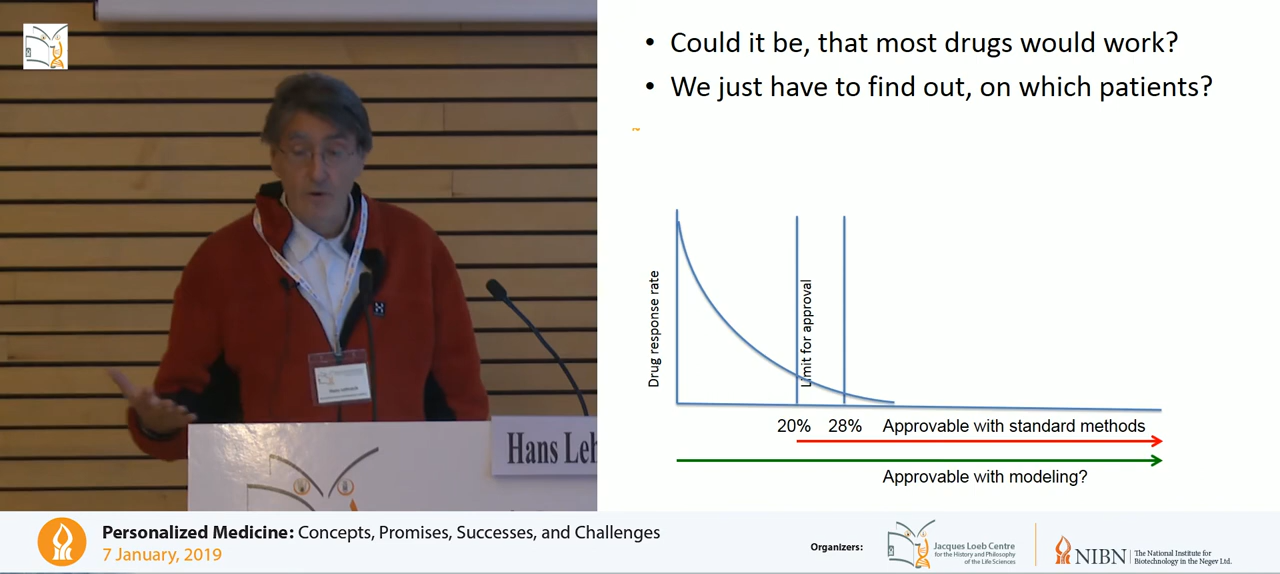 • Could it be, that most drugs would work?
• We just have to find out, on which patients?
~
Drug response rate
Limit for approval
20%
28%
Approvable with standard methods
Approvable with modeling?
Hans Leh
Personalized Medicine: Concepts, Promises, Successes, and Challenges
7 January, 2019
Organizers:
Jacques Loeb Centre
for the History and Philosophy
of the Life Sciences
NIBN
The National Institute for
Biotechnology in the Negev Ltd.